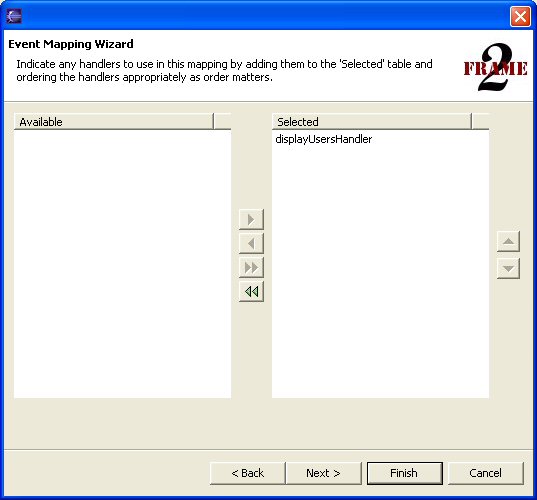 Event Mapping Wizard
Indicate any handlers to use in this mapping by adding them to the 'Selected' table and
ordering the handlers appropriately as order matters.
FRAME
2
Available
Selected
displayUsersHandler
< Back
Next >
Finish
Cancel